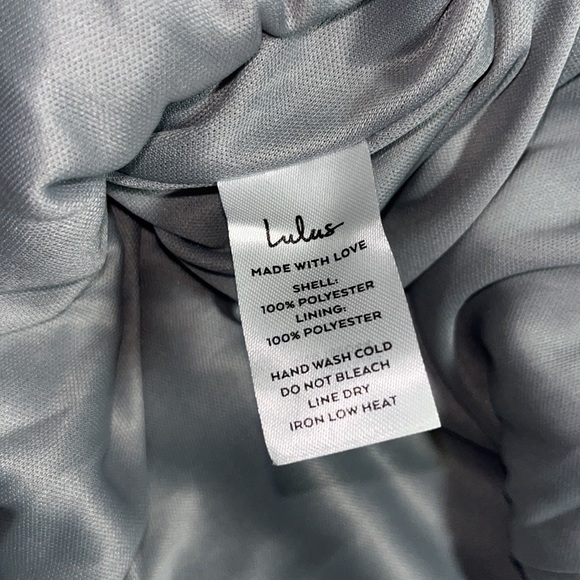 Lulus
MADE WITH LOVE
SHELL:
100% POLYESTER
LINING:
100% POLYESTER
HAND WASH COLD
DO NOT BLEACH
LINE DRY
IRON LOW HEAT